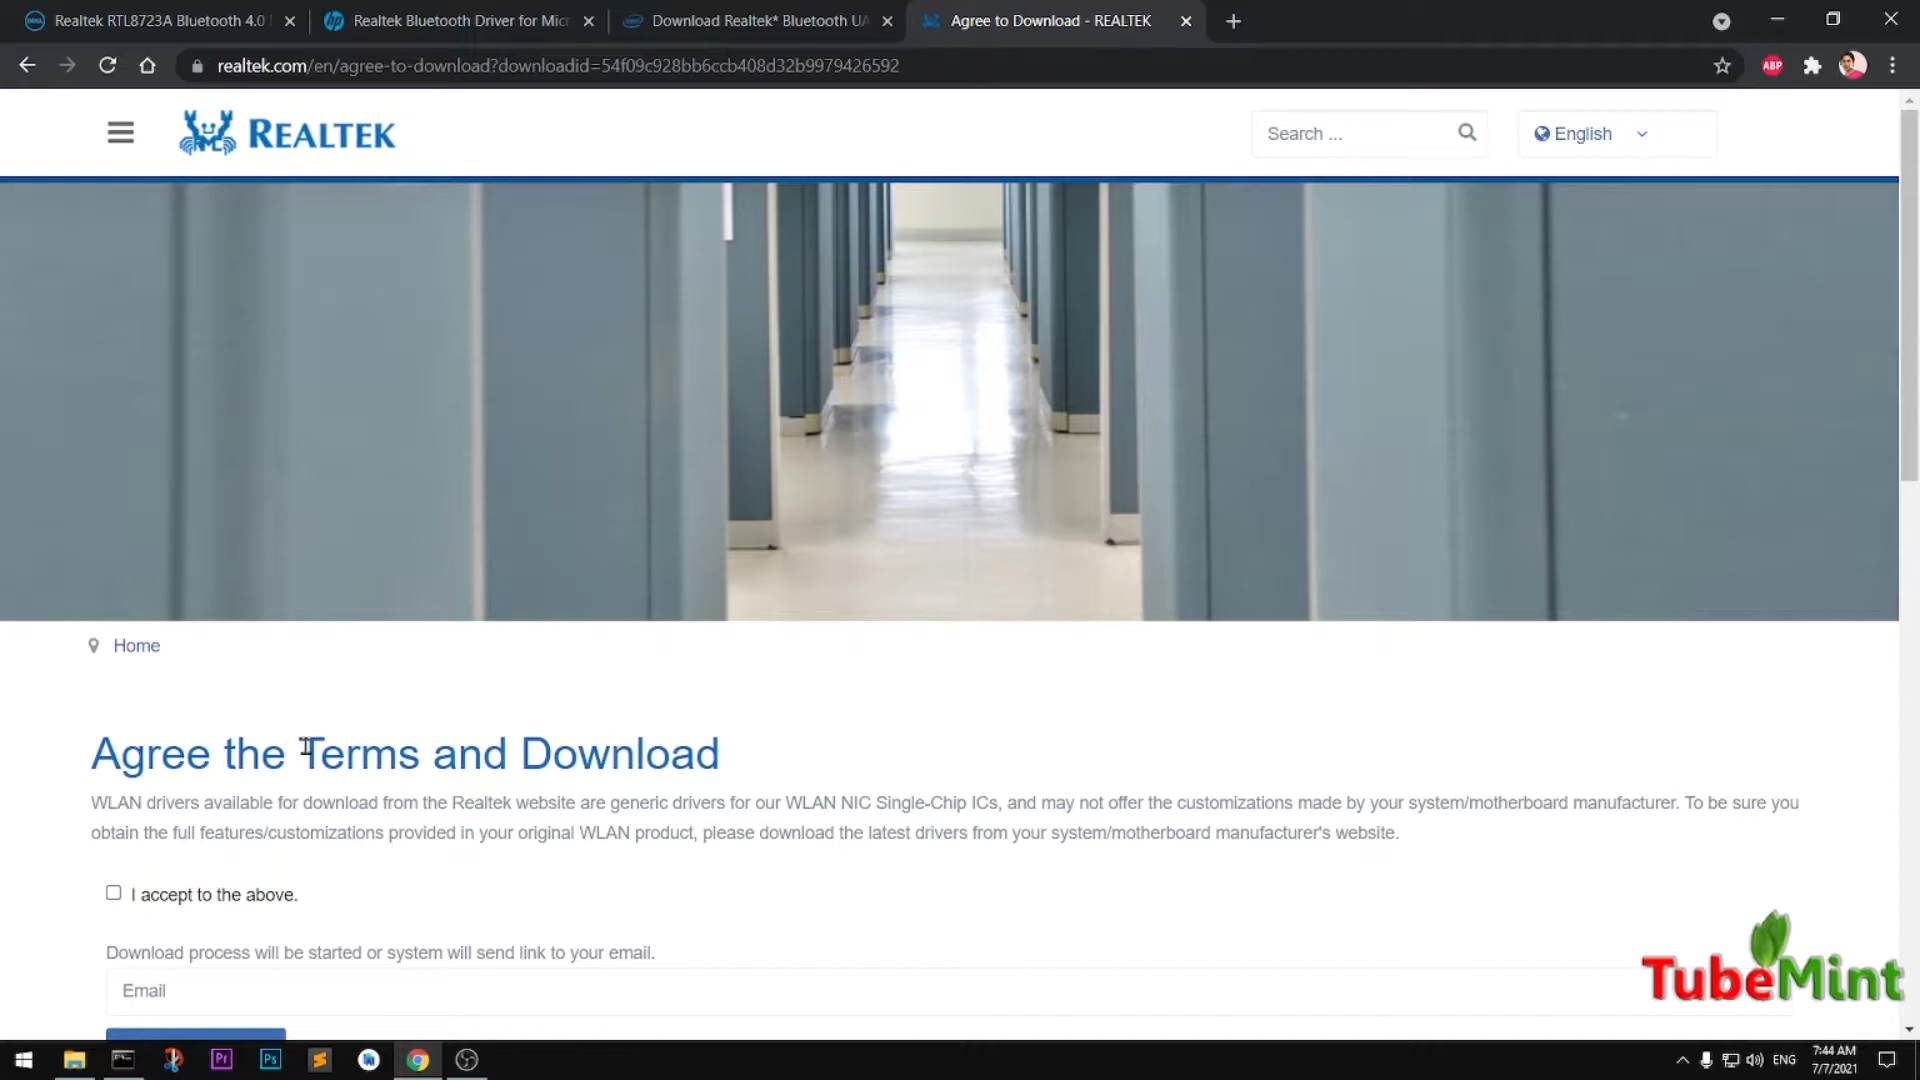 Realtek RTL8723A Bluetooth 4.0
Realtek Bluetooth Driver for Micr
Download Realtek* Bluetooth UA
Agree to Download - REALTEK
realtek.com/en/agree-to-download?downloadid=54f09c928bb6ccb408d32b9979426592
ABP
REALTEK
Search ...
English
Home
Agree the Terms and Download
WLAN drivers available for download from the Realtek website are generic drivers for our WLAN NIC Single-Chip ICs, and may not offer the customizations made by your system/motherboard manufacturer. To be sure you
obtain the full features/customizations provided in your original WLAN product, please download the latest drivers from your system/motherboard manufacturer's website.
I accept to the above.
Download process will be started or system will send link to your email.
Email
TubeMint
Pr
Ps
ENG
7:44 AM
7/7/2021